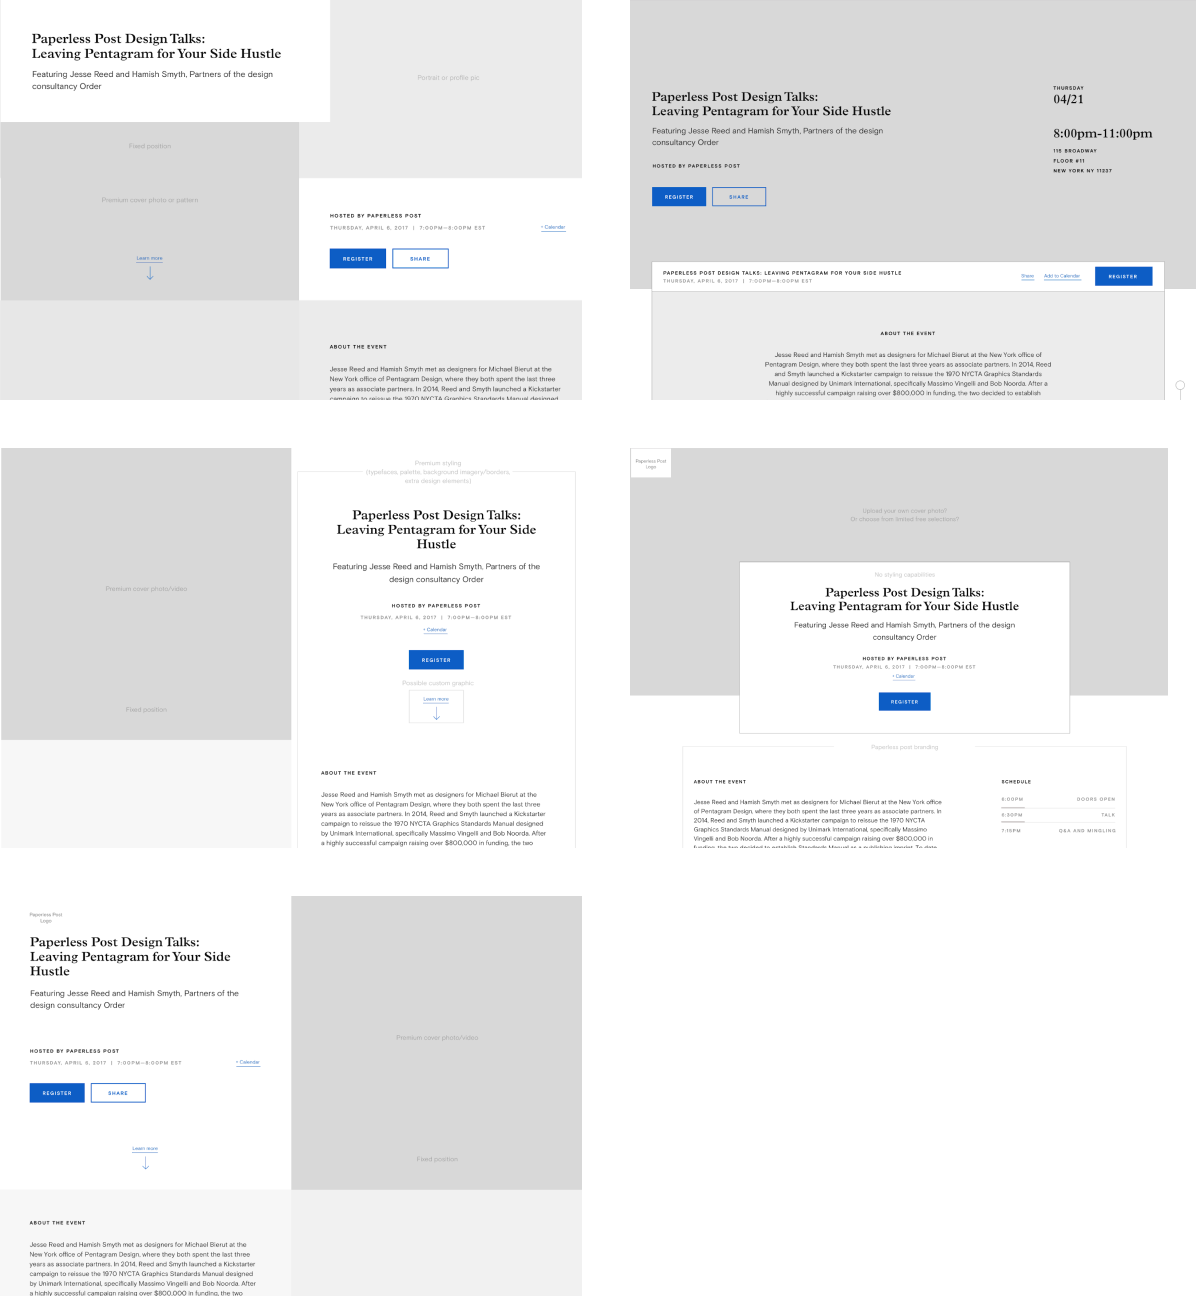 Paperless Post Design Talks:
Leaving Pentagram for Your Side Hustle
Featuring Jesse Reed and Hamish Smyth, Partners of the design
consultancy Order
Portrait or profile pic
Fixed position
Premium cover photo or pattern
Learn more
HOSTED BY PAPERLESS POST
THURSDAY, APRIL 6, 2017 | 7:00PM—8:00PM EST
+ Calendar
REGISTER
SHARE
ABOUT THE EVENT
Jesse Reed and Hamish Smyth met as designers for Michael Bierut at the
New York office of Pentagram Design, where they both spent the last three
years as associate partners. In 2014, Reed and Smyth launched a Kickstarter
campaign to reissue the 1970 NYCTA Graphics Standards Manual designed
Paperless Post Design Talks:
Leaving Pentagram for Your Side Hustle
Featuring Jesse Reed and Hamish Smyth, Partners of the design
consultancy Order
HOSTED BY PAPERLESS POST
REGISTER
SHARE
THURSDAY
04/21
8:00pm-11:00pm
115 BROADWAY
FLOOR #11
NEW YORK NY 11237
PAPERLESS POST DESIGN TALKS: LEAVING PENTAGRAM FOR YOUR SIDE HUSTLE
THURSDAY, APRIL 6, 2017 | 7:00PM—8:00PM EST
Share
Add to Calendar
REGISTER
ABOUT THE EVENT
Jesse Reed and Hamish Smyth met as designers for Michael Bierut at the New York office of
Pentagram Design, where they both spent the last three years as associate partners. In 2014, Reed
and Smyth launched a Kickstarter campaign to reissue the 1970 NYCTA Graphics Standards
Manual designed by Unimark International, specifically Massimo Vingelli and Bob Noorda. After a
highly successful campaign raising over $800,000 in funding, the two decided to establish
Premium cover photo/video
Fixed position
Premium styling
(typefaces, palette, background imagery/borders,
extra design elements)
Paperless Post Design Talks:
Leaving Pentagram for Your Side
Hustle
Featuring Jesse Reed and Hamish Smyth, Partners of the
design consultancy Order
HOSTED BY PAPERLESS POST
THURSDAY, APRIL 6, 2017 | 7:00PM—8:00PM EST
+ Calendar
REGISTER
Possible custom graphic
Learn more
ABOUT THE EVENT
Jesse Reed and Hamish Smyth met as designers for Michael Bierut at the
New York office of Pentagram Design, where they both spent the last three
years as associate partners. In 2014, Reed and Smyth launched a Kickstarter
campaign to reissue the 1970 NYCTA Graphics Standards Manual designed
by Unimark International, specifically Massimo Vingelli and Bob Noorda. After
a highly successful campaign raising over $800,000 in funding, the two
Paperless Post
Logo
Upload your own cover photo?
Or choose from limited free selections?
No styling capabilities
Paperless Post Design Talks:
Leaving Pentagram for Your Side Hustle
Featuring Jesse Reed and Hamish Smyth, Partners of the design
consultancy Order
HOSTED BY PAPERLESS POST
THURSDAY, APRIL 6, 2017 | 7:00PM—8:00PM EST
+ Calendar
REGISTER
Paperless post branding
ABOUT THE EVENT
Jesse Reed and Hamish Smyth met as designers for Michael Bierut at the
New York office of Pentagram Design, where they both spent the last three years as associate partners. In
2014, Reed and Smyth launched a Kickstarter campaign to reissue the 1970 NYCTA
Graphics Standards Manual designed by Unimark International, specifically Massimo
Vingelli and Bob Noorda. After a highly successful campaign raising over $800,000 in
funding, the two decided to establish Standards Manual as a publishing imprint. To date,
SCHEDULE
6:00PM DOORS OPEN
6:30PM TALK
7:15PM Q&A AND MINGLING
Paperless Post
Logo
Paperless Post Design Talks:
Leaving Pentagram for Your Side
Hustle
Featuring Jesse Reed and Hamish Smyth, Partners of the
design consultancy Order
HOSTED BY PAPERLESS POST
THURSDAY, APRIL 6, 2017 | 7:00PM—8:00PM EST
+ Calendar
REGISTER
SHARE
Learn more
Premium cover photo/video
Fixed position
ABOUT THE EVENT
Jesse Reed and Hamish Smyth met as designers for Michael Bierut at the
New York office of Pentagram Design, where they both spent the last three
years as associate partners. In 2014, Reed and Smyth launched a Kickstarter
campaign to reissue the 1970 NYCTA Graphics Standards Manual designed
by Unimark International, specifically Massimo Vingelli and Bob Noorda. After
a highly successful campaign raising over $800,000 in funding, the two